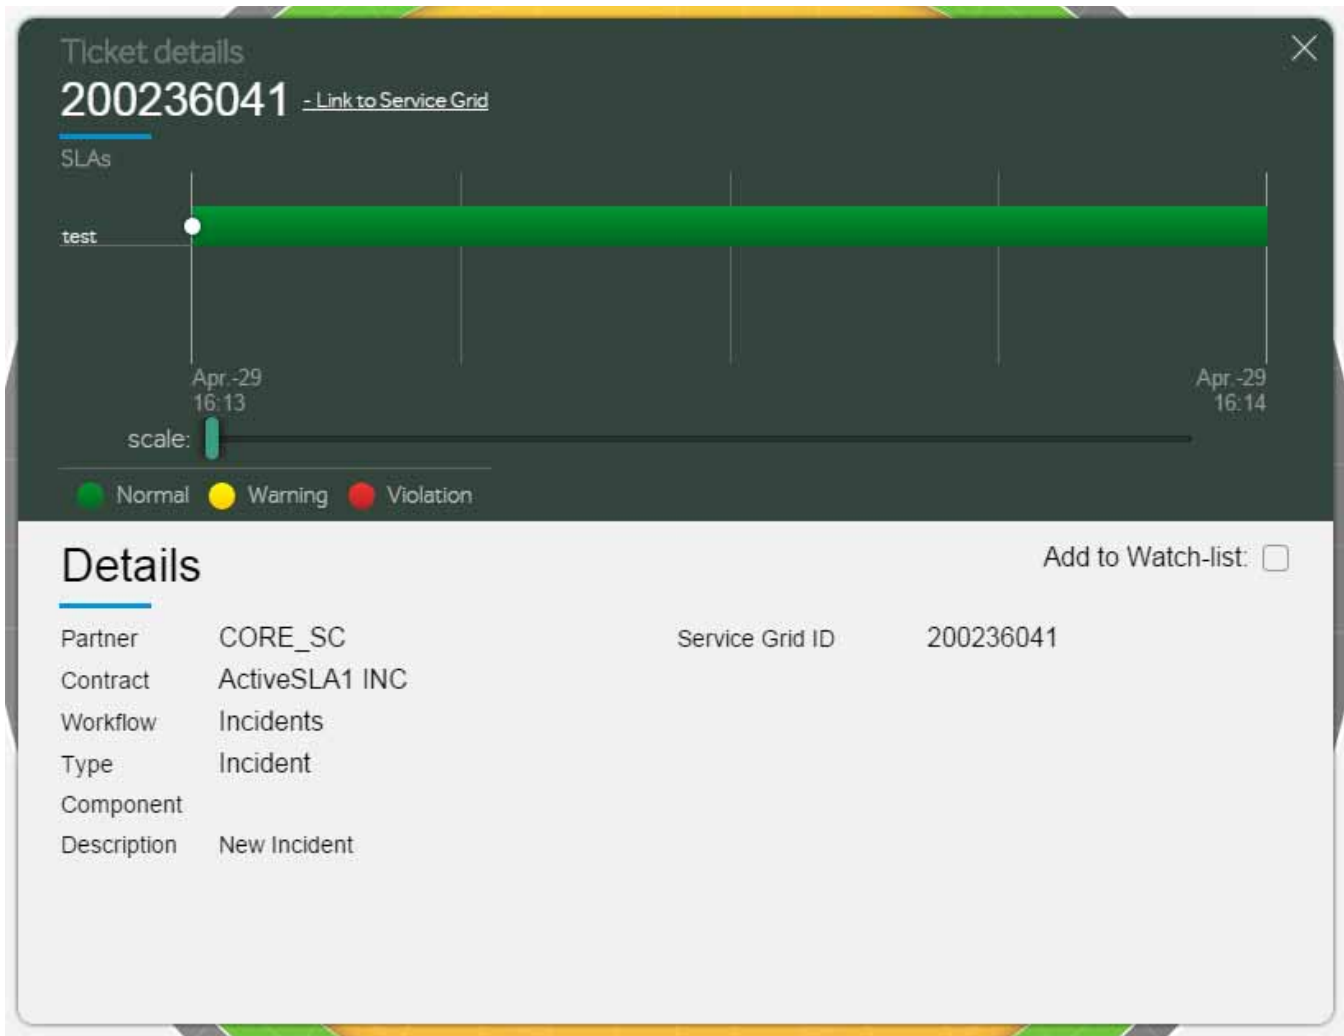 Ticket details
200236041 - Link to Service Grid
SLAs
test
Apr.-29 Apr.-29
16:13 16:14
scale:
Normal Warning Violation
Details Add to Watch-list:
Partner CORE_SC Service Grid ID 200236041
Contract ActiveSLA1 INC
Workflow Incidents
Type Incident
Component
Description New Incident